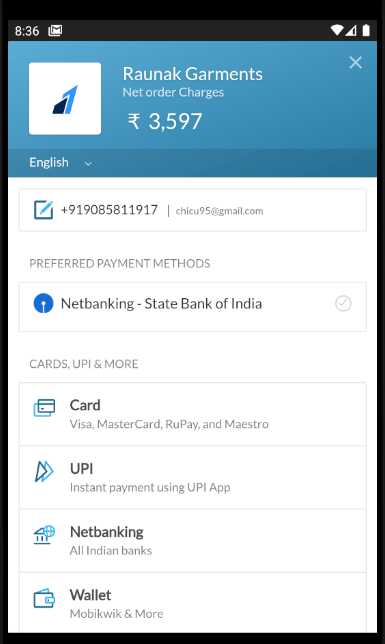 8:36
Raunak Garments
Net order Charges
₹ 3,597
English
+919085811917 | chicu95@gmail.com
PREFERRED PAYMENT METHODS
Netbanking - State Bank of India
CARDS, UPI & MORE
Card
Visa, MasterCard, RuPay, and Maestro
UPI
Instant payment using UPI App
Netbanking
All Indian banks
Wallet
Mobikwik & More